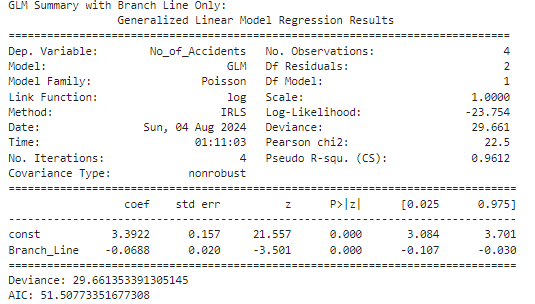 GLM Summary with Branch Line Only:
Generalized Linear Model Regression Results
==============================================================================
Dep. Variable: No_of_Accidents No. Observations: 4
Model: GLM Df Residuals: 2
Model Family: Poisson Df Model: 1
Link Function: log Scale: 1.0000
Method: IRLS Log-Likelihood: -23.754
Date: Sun, 04 Aug 2024 Deviance: 29.661
Time: 01:11:03 Pearson chi2: 22.5
No. Iterations: 4 Pseudo R-squ. (CS): 0.9612
Covariance Type: nonrobust
==============================================================================
coef std err z P>|z| [0.025 0.975]
------------------------------------------------------------------------------
const 3.3922 0.157 21.557 0.000 3.084 3.701
Branch_Line -0.0688 0.020 -3.501 0.000 -0.107 -0.030
==============================================================================
Deviance: 29.661353391305145
AIC: 51.50773351677308